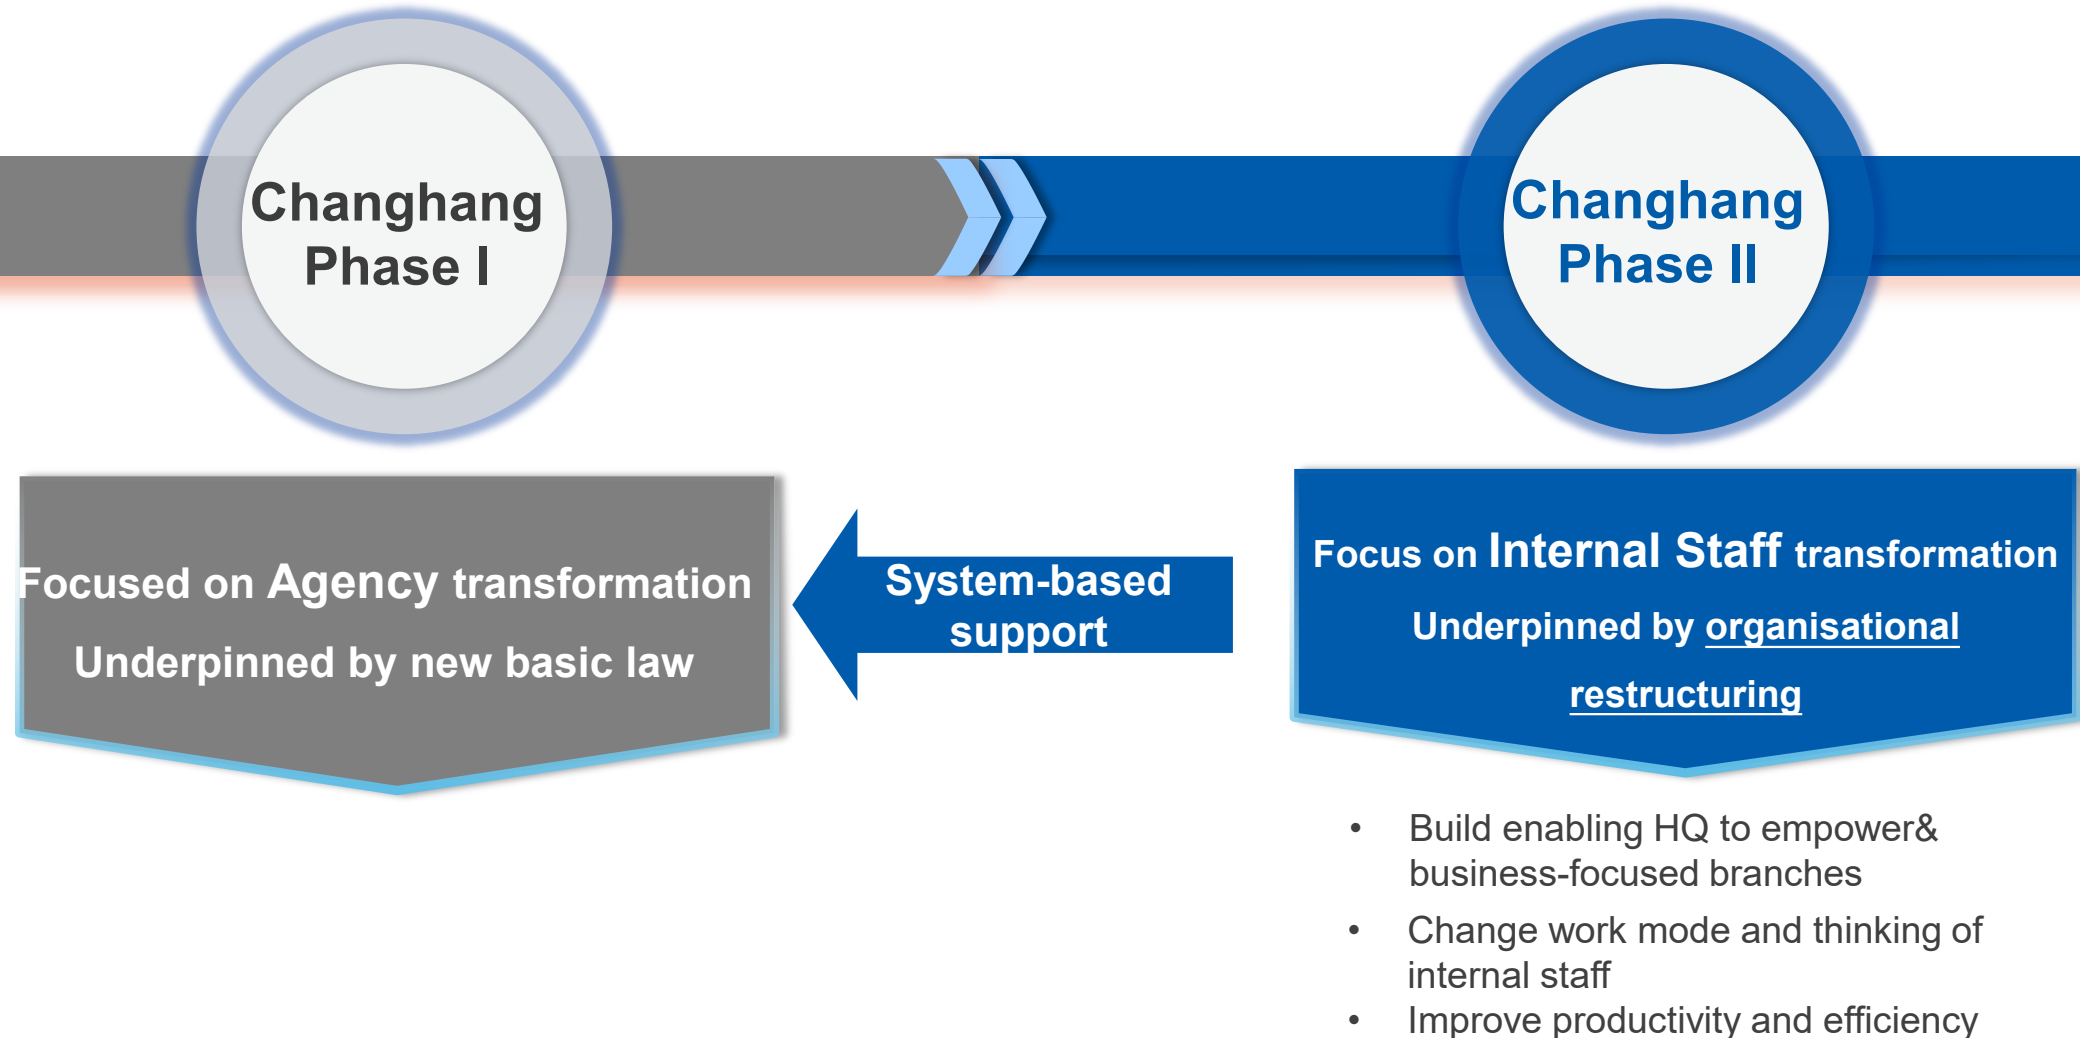 Changhang
Phase I
Changhang
Phase II
Focused on Agency transformation
Underpinned by new basic law
System-based
support
Focus on Internal Staff transformation
Underpinned by organisational
restructuring
• Build enabling HQ to empower&
business-focused branches
• Change work mode and thinking of
internal staff
• Improve productivity and efficiency